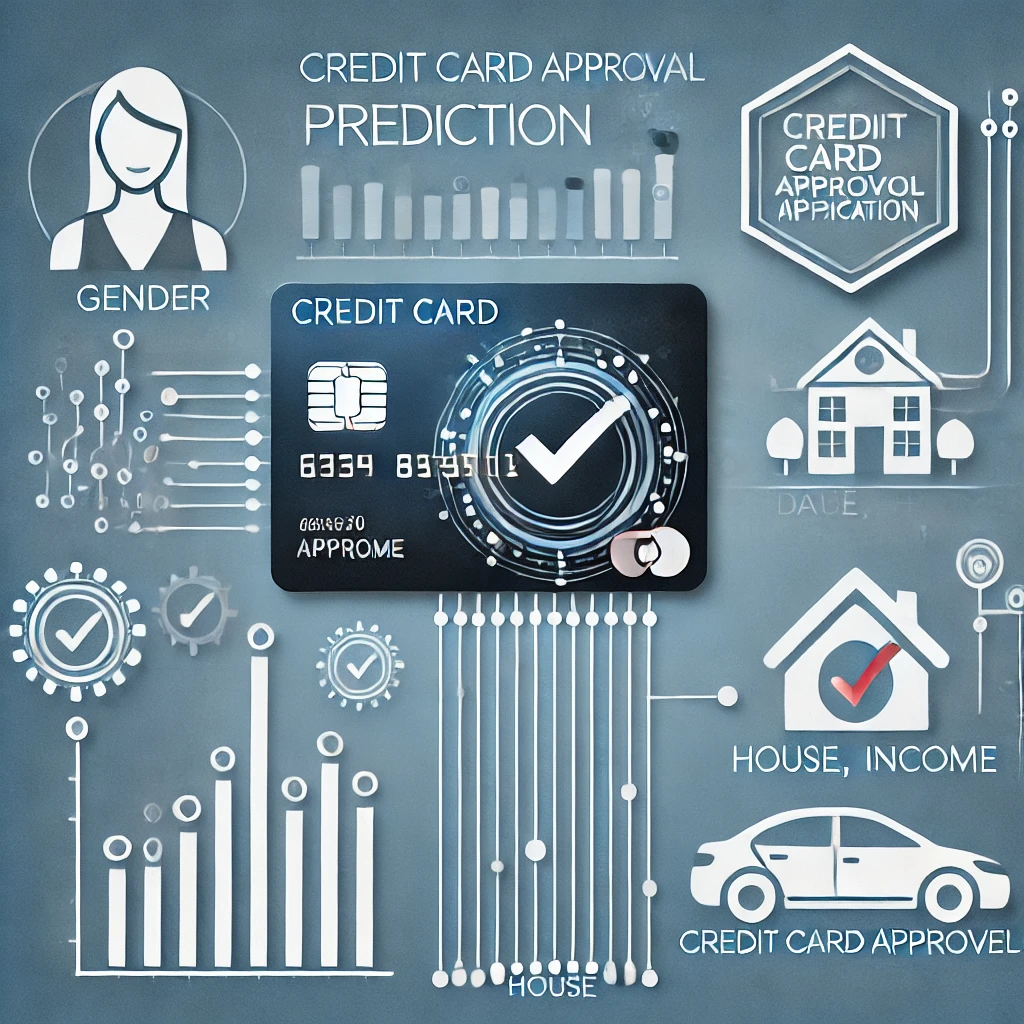 CREDIT CARD APPROVAL
PREDICTION
CREDIIT
CARD
APPROVOL
APPICATION
GENDER
CREDIT CARD
6334
APPROME
HOUSE, INCOME
CREDIT CARD APPROVEL
HOUSE